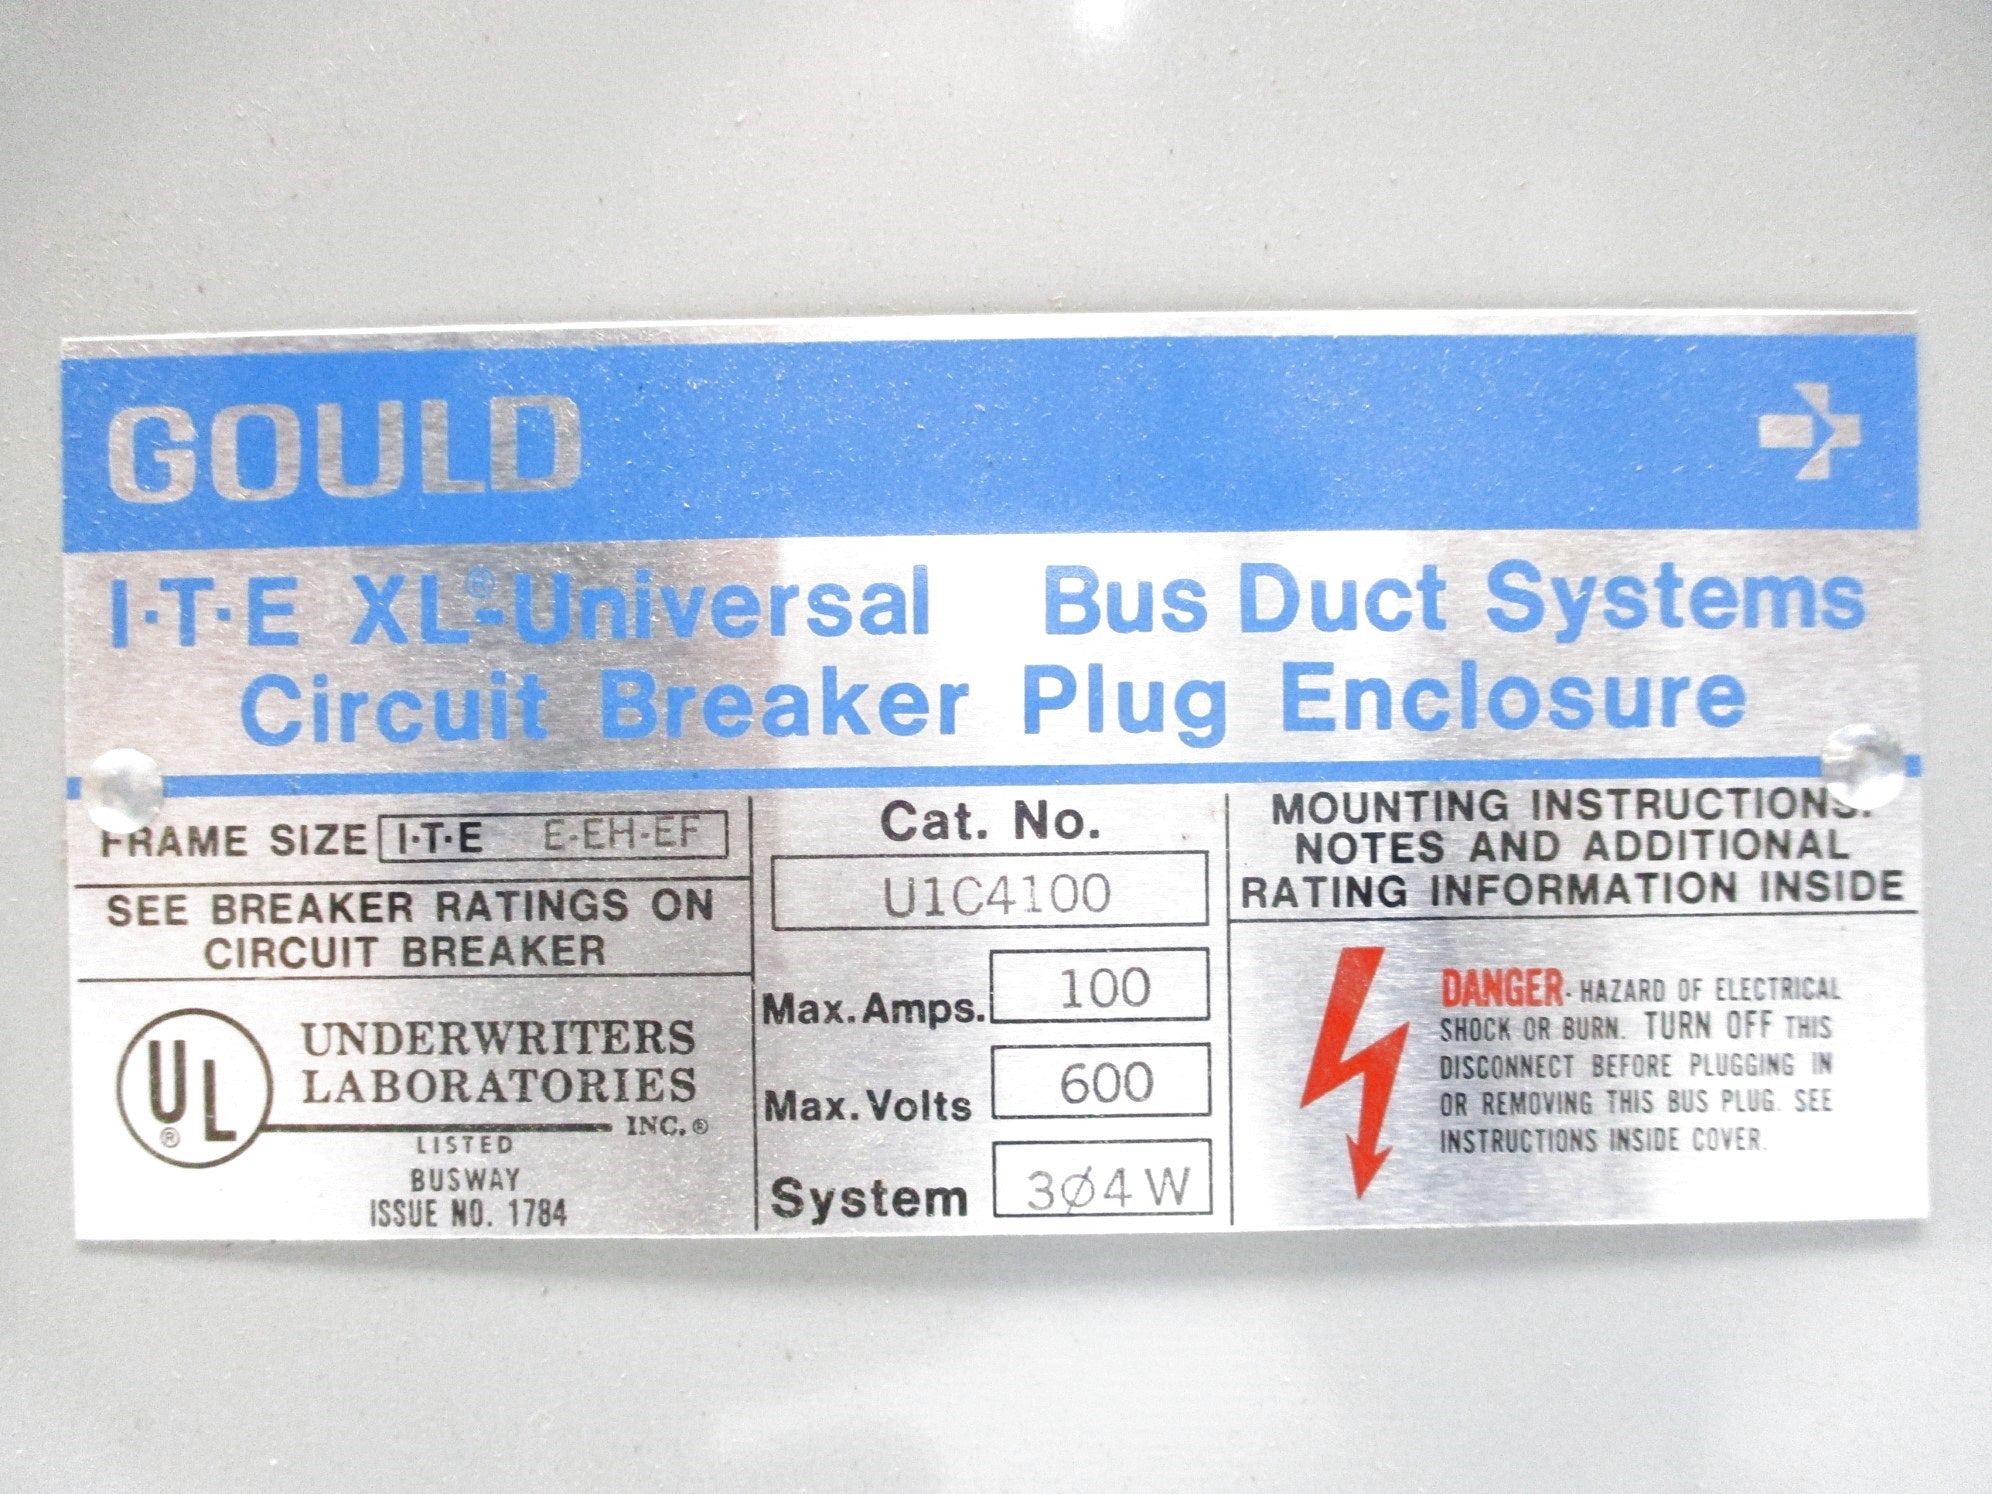 GOULD
I·T·E XL®-Universal Bus Duct Systems
Circuit Breaker Plug Enclosure
FRAME SIZE I·T·E E-EH-EF
SEE BREAKER RATINGS ON
CIRCUIT BREAKER
UL®
UNDERWRITERS
LABORATORIES
INC.®
LISTED
BUSWAY
ISSUE NO. 1784
Cat. No.
U1C4100
Max. Amps. 100
Max. Volts 600
System 3ø4W
MOUNTING INSTRUCTIONS.
NOTES AND ADDITIONAL
RATING INFORMATION INSIDE
DANGER· HAZARD OF ELECTRICAL
SHOCK OR BURN. TURN OFF THIS
DISCONNECT BEFORE PLUGGING IN
OR REMOVING THIS BUS PLUG. SEE
INSTRUCTIONS INSIDE COVER.